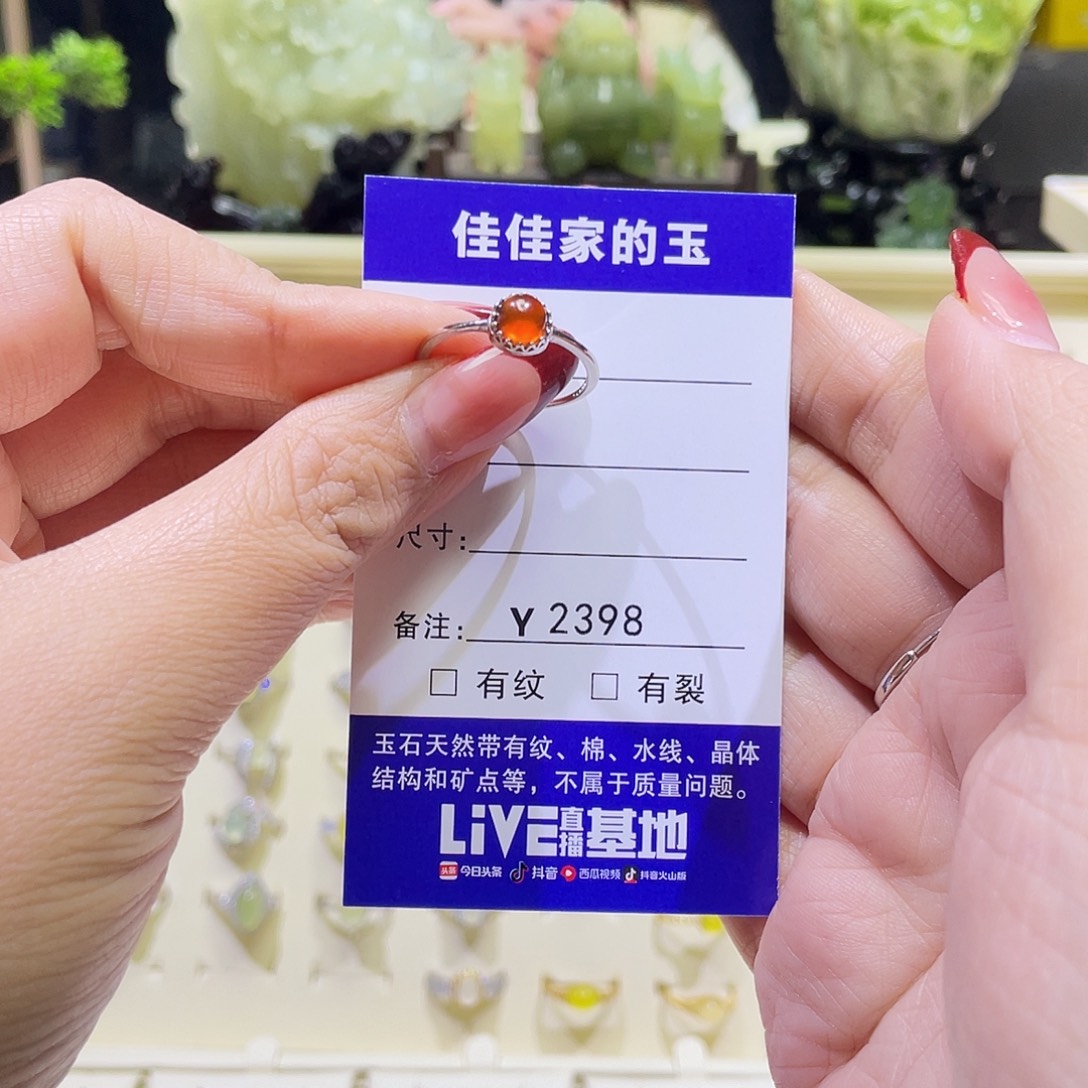 佳佳家的玉
尺寸:
备注: Y 2398
□ 有纹 □ 有裂
玉石天然带有纹、棉、水线、晶体
结构和矿点等，不属于质量问题。
LiVE直播基地
头条 今日头条 抖音 西瓜视频 抖音火山版